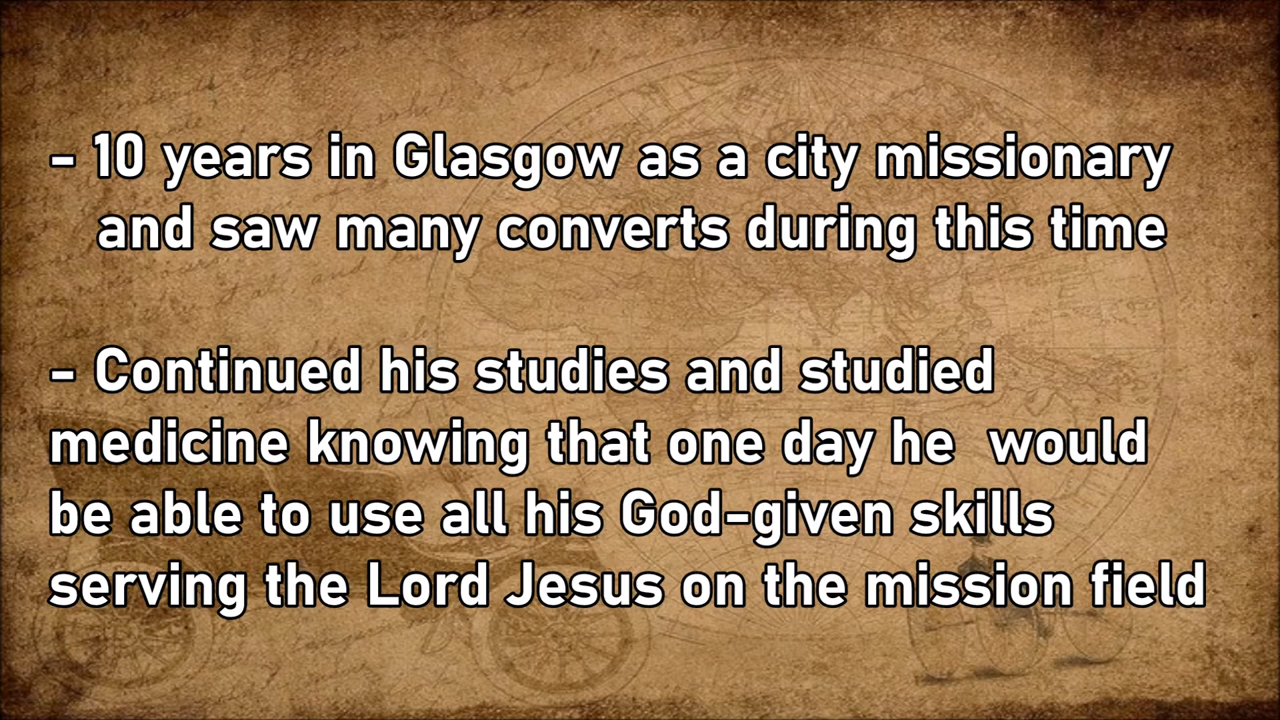 - 10 years in Glasgow as a city missionary
and saw many converts during this time
- Continued his studies and studied
medicine knowing that one day he would
be able to use all his God-given skills
serving the Lord Jesus on the mission field